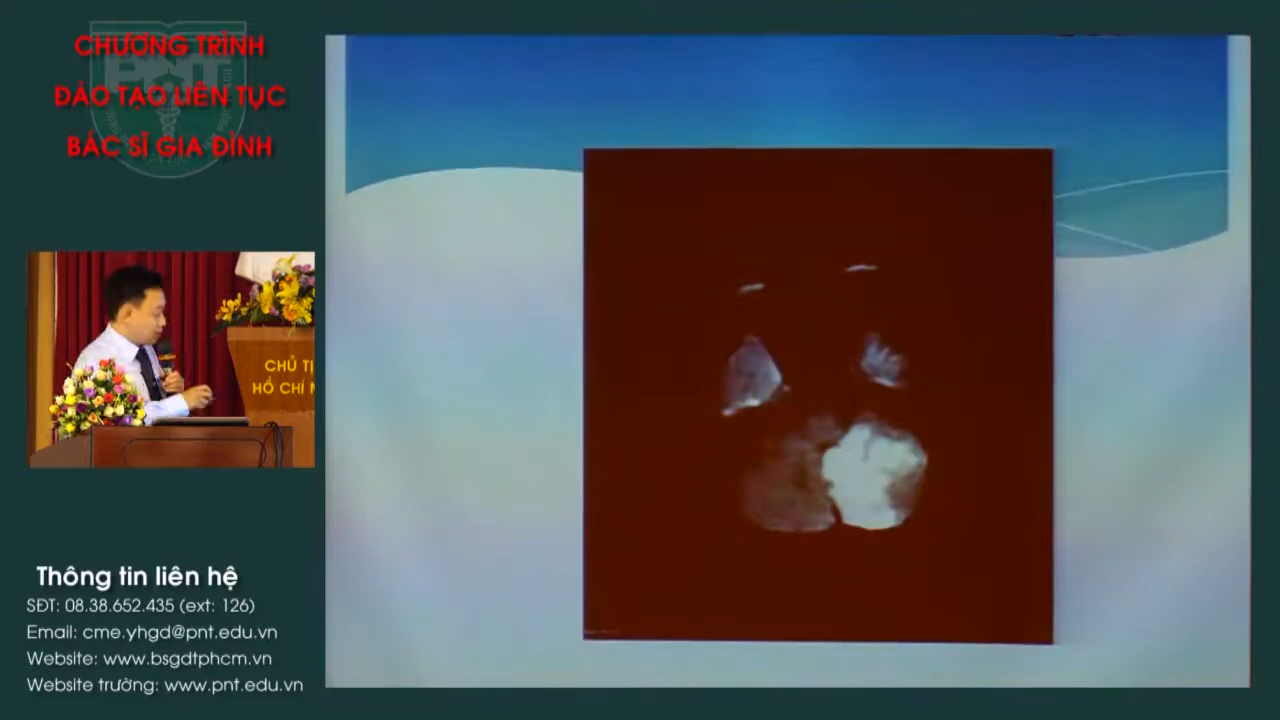 CHƯƠNG TRÌNH
ĐÀO TẠO LIÊN TỤC
BÁC SĨ GIA ĐÌNH
PNT
CHỦ TỊ
HỒ CHÍ M
Thông tin liên hệ
SĐT: 08.38.652.435 (ext: 126)
Email: cme.yhgd@pnt.edu.vn
Website: www.bsgdtphcm.vn
Website trường: www.pnt.edu.vn